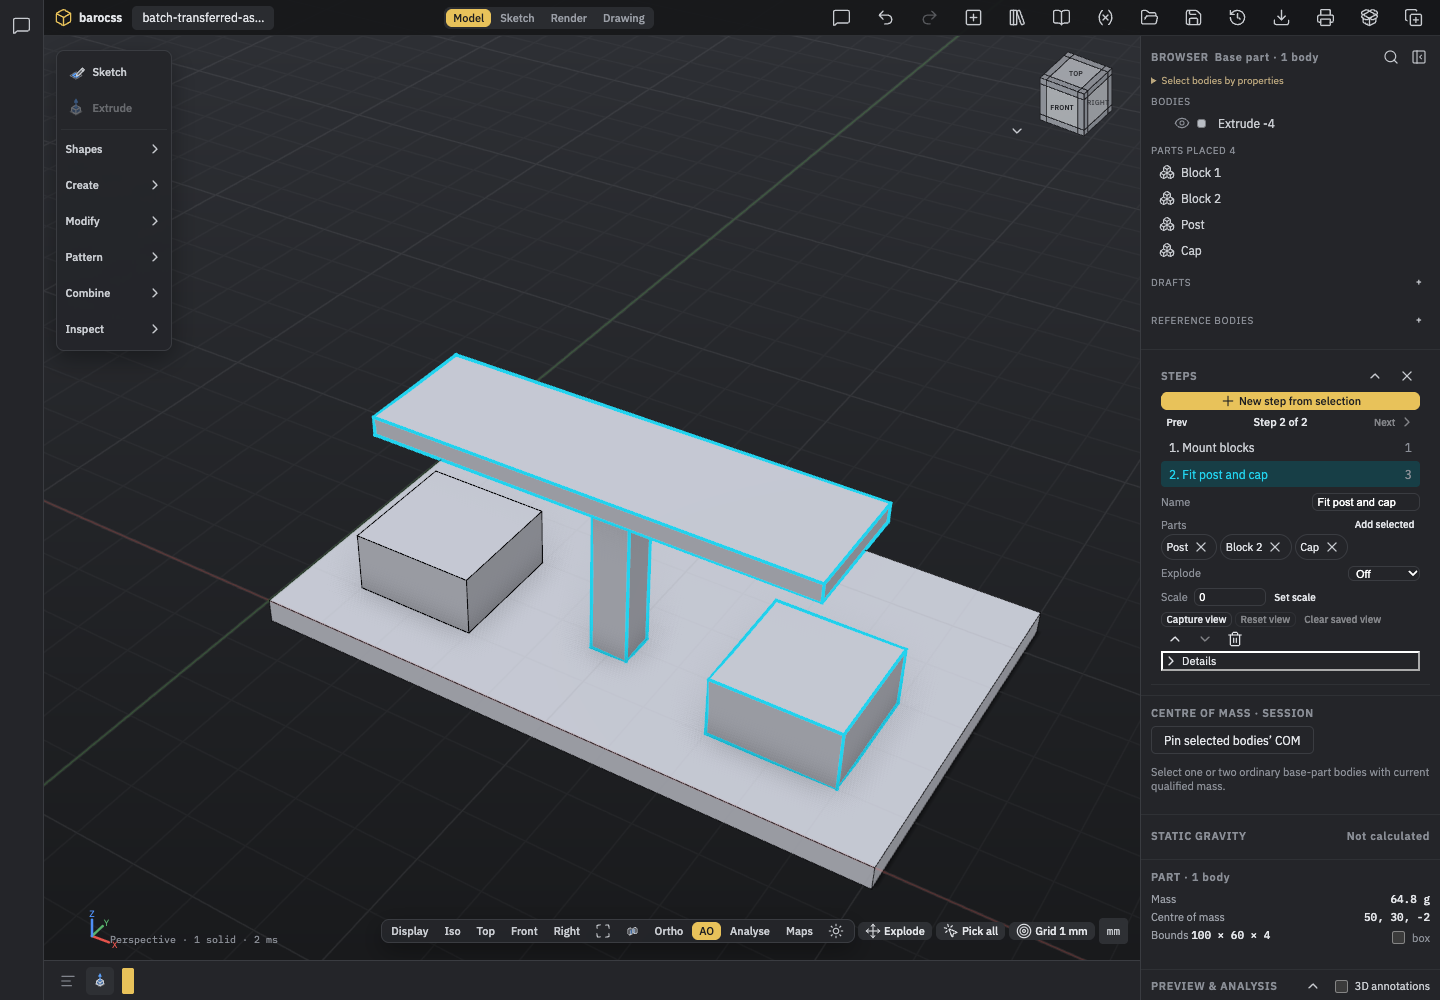 barocss
batch-transferred-as...
Model
Sketch
Render
Drawing
Sketch
Extrude
Shapes
Create
Modify
Pattern
Combine
Inspect
TOP
FRONT
RIGHT
BROWSER Base part · 1 body
Select bodies by properties
BODIES
Extrude -4
PARTS PLACED 4
Block 1
Block 2
Post
Cap
DRAFTS +
REFERENCE BODIES +
STEPS
New step from selection
Prev Step 2 of 2 Next
1. Mount blocks 1
2. Fit post and cap 3
Name Fit post and cap
Parts Add selected
Post Block 2 Cap
Explode Off
Scale 0 Set scale
Capture view Reset view Clear saved view
Details
CENTRE OF MASS · SESSION
Pin selected bodies’ COM
Select one or two ordinary base-part bodies with current
qualified mass.
STATIC GRAVITY Not calculated
PART · 1 body
Mass 64.8 g
Centre of mass 50, 30, -2
Bounds 100 × 60 × 4 box
PREVIEW & ANALYSIS 3D annotations
Z
Y
X
Perspective · 1 solid · 2 ms
Display Iso Top Front Right Ortho AO Analyse Maps Explode Pick all Grid 1 mm mm